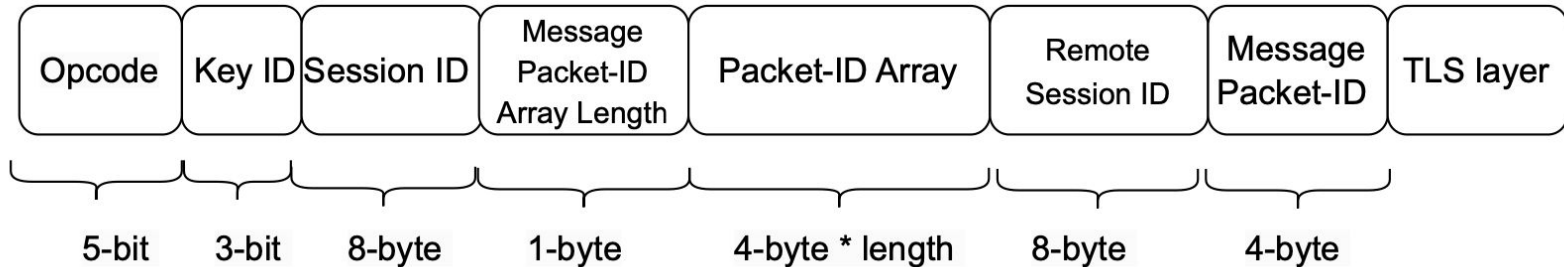 Opcode
Key ID
Session ID
Message
Packet-ID
Array Length
Packet-ID Array
Remote
Session ID
Message
Packet-ID
TLS layer
5-bit
3-bit
8-byte
1-byte
4-byte * length
8-byte
4-byte